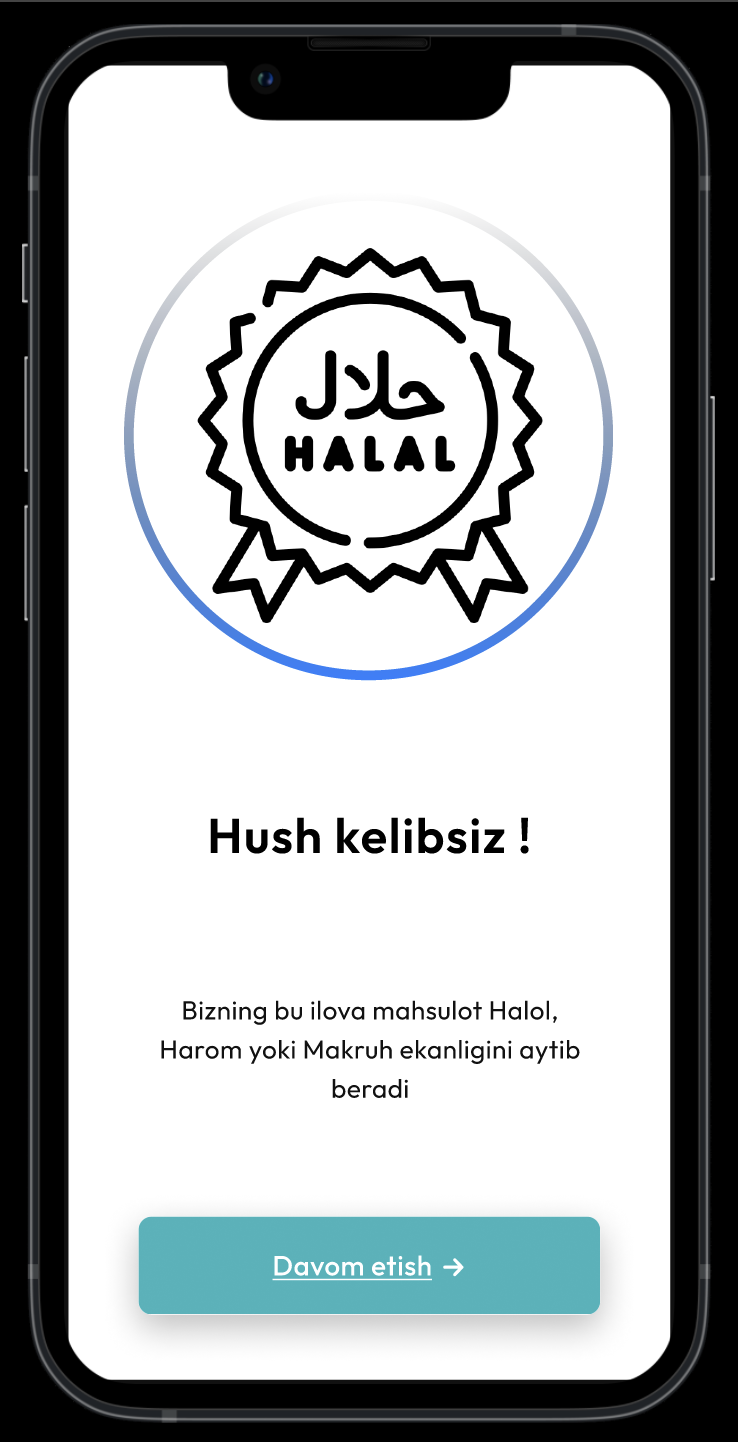 حلال
HALAL
Hush kelibsiz !
Bizning bu ilova mahsulot Halol,
Harom yoki Makruh ekanligini aytib
beradi
Davom etish →